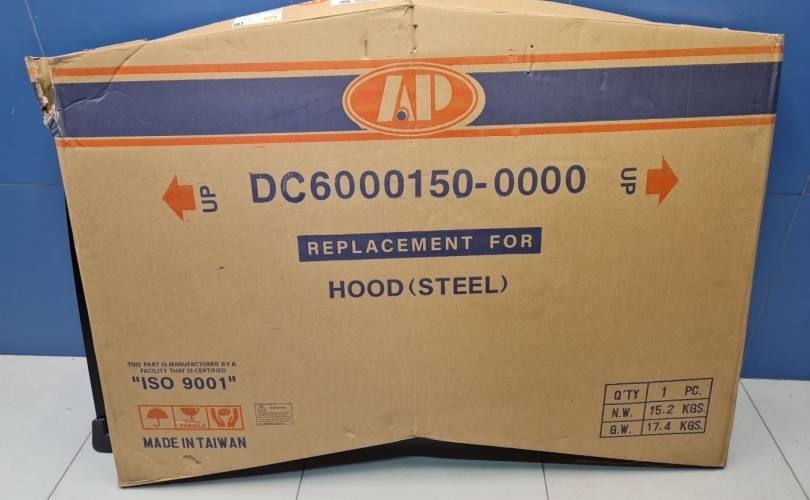 AP
UP
DC6000150-0000
UP
REPLACEMENT FOR
HOOD(STEEL)
THIS PART IS MANUFACTURED BY A
FACILITY THAT IS CERTIFIED
"ISO 9001"
FRAGILE
MADE IN TAIWAN
Q'TY 1 PC.
N.W. 15.2 KGS.
G.W. 17.4 KGS.